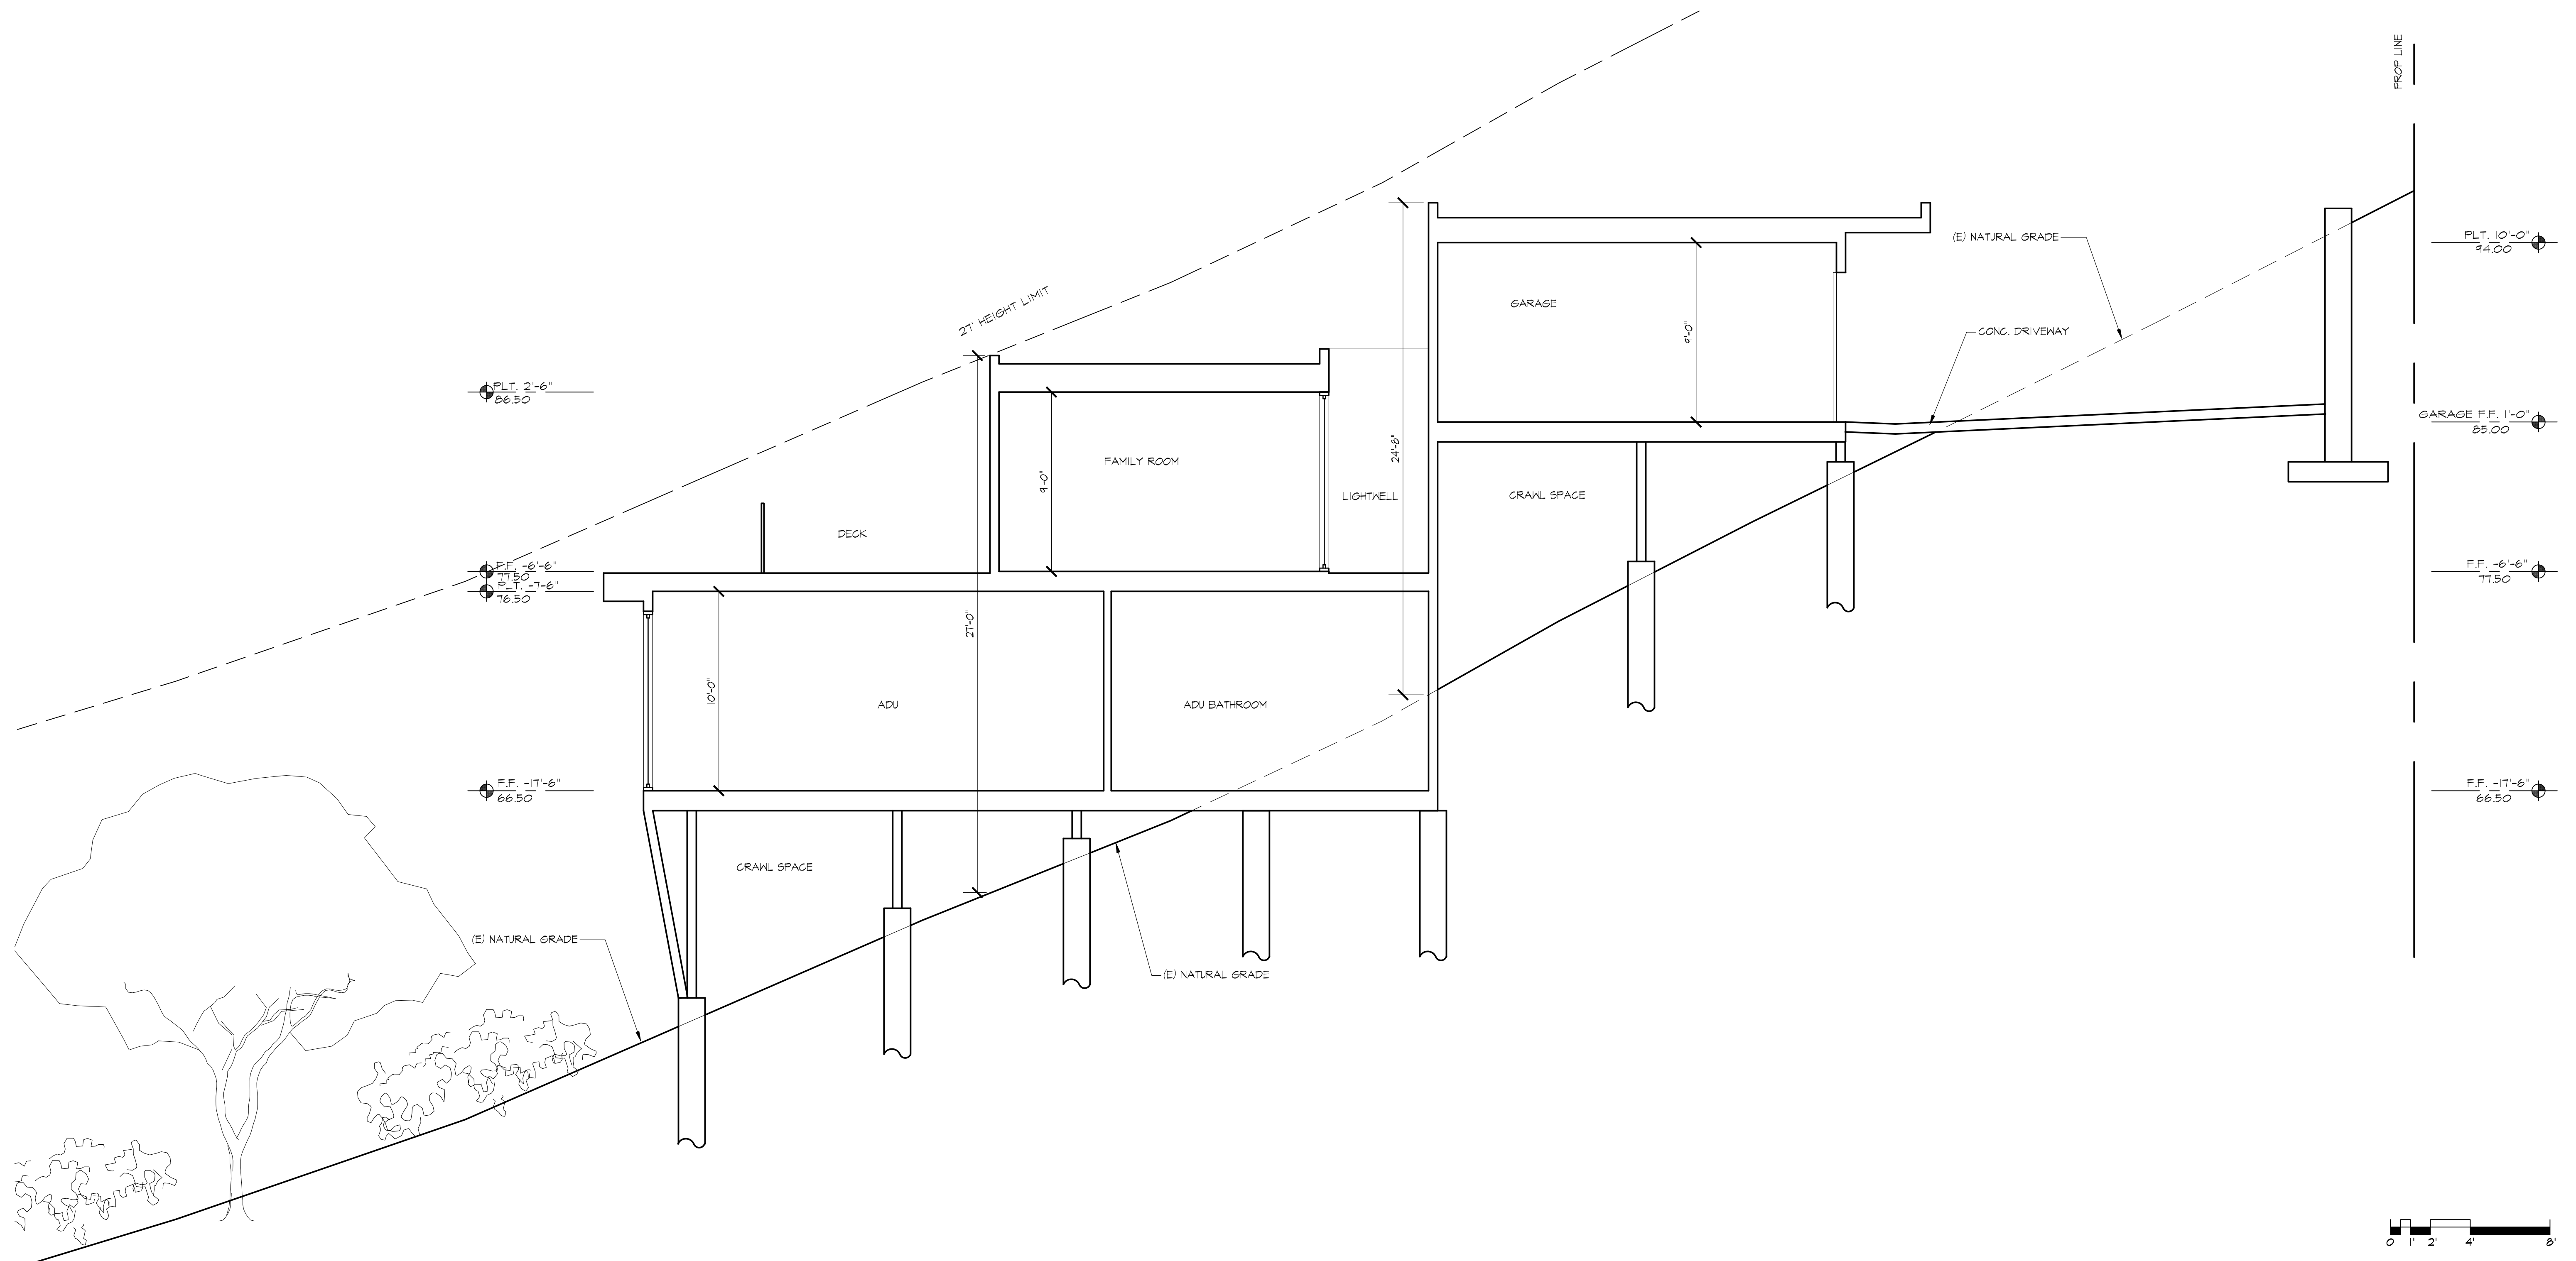 PROP LINE
(E) NATURAL GRADE
PLT. 10'-0"
94.00
27' HEIGHT LIMIT
GARAGE
9'-0"
CONC. DRIVEWAY
PLT. 2'-6"
86.50
GARAGE F.F. 1'-0"
85.00
24'-8"
FAMILY ROOM
9'-0"
LIGHTWELL
CRAWL SPACE
DECK
F.F. -6'-6"
77.50
PLT. -7'-6"
76.50
F.F. -6'-6"
77.50
27'-0"
10'-0"
ADU
ADU BATHROOM
F.F. -17'-6"
66.50
F.F. -17'-6"
66.50
CRAWL SPACE
(E) NATURAL GRADE
(E) NATURAL GRADE
0 1' 2' 4' 8'